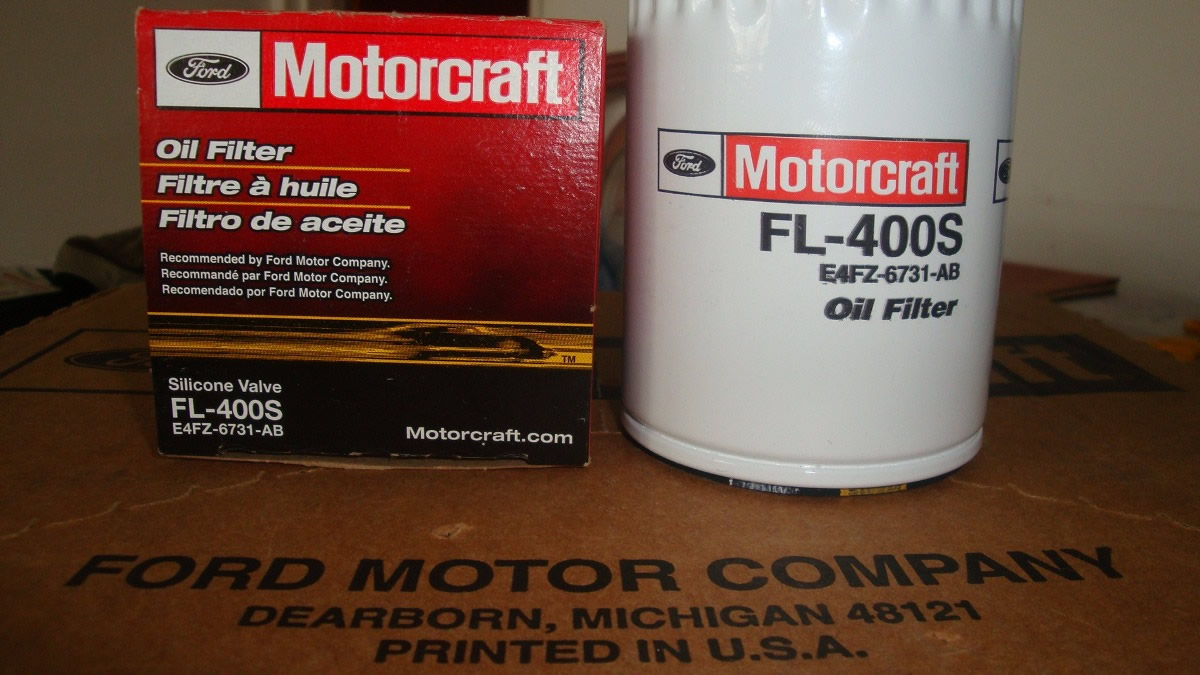 Ford Motorcraft
Oil Filter
Filtre à huile
Filtro de aceite
Recommended by Ford Motor Company.
Recommandé par Ford Motor Company.
Recomendado por Ford Motor Company.
TM
Silicone Valve
FL-400S
E4FZ-6731-AB
Motorcraft.com
Ford Motorcraft
FL-400S
E4FZ-6731-AB
Oil Filter
FORD MOTOR COMPANY
DEARBORN, MICHIGAN 48121
PRINTED IN U.S.A.